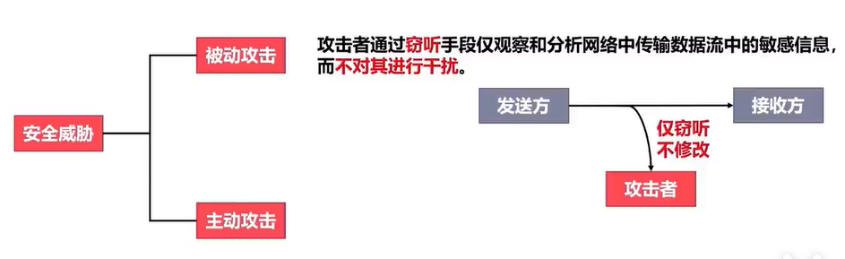 被动攻击
攻击者通过窃听手段仅观察和分析网络中传输数据流中的敏感信息,
而不对其进行干扰。
发送方
接收方
安全威胁
仅窃听
不修改
攻击者
主动攻击